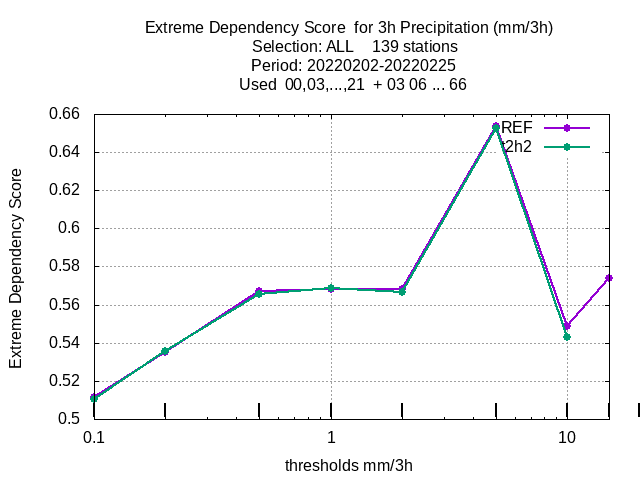 Extreme Dependency Score  for 3h Precipitation (mm/3h)
Selection: ALL    139 stations
Period: 20220202-20220225
Used  00,03,...,21  + 03 06 ... 66
Extreme Dependency Score
0.66
0.64
0.62
0.6
0.58
0.56
0.54
0.52
0.5
REF
t2h2
0.1
1
10
thresholds mm/3h